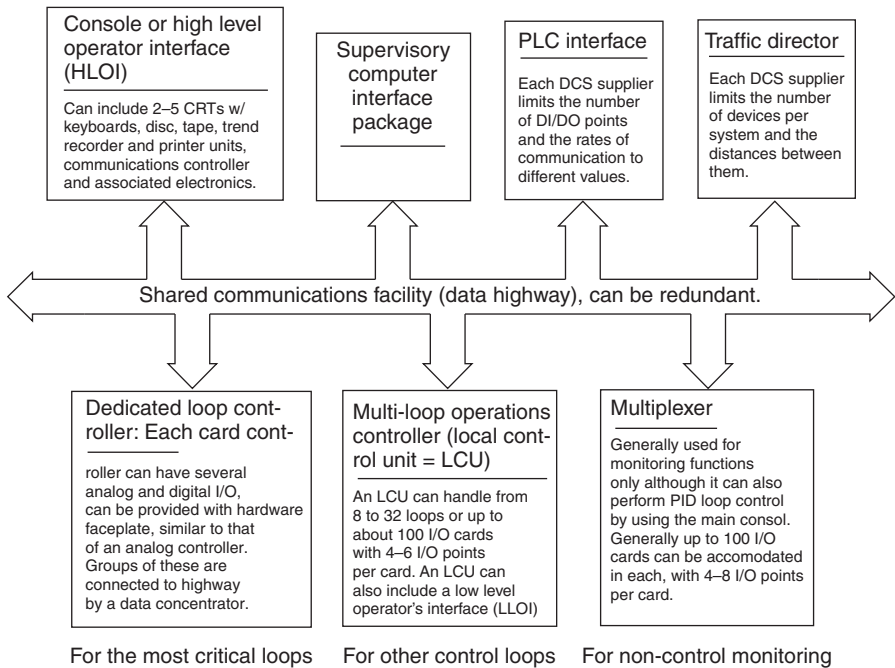 Console or high level
operator interface
(HLOI)
Can include 2–5 CRTs w/
keyboards, disc, tape, trend
recorder and printer units,
communications controller
and associated electronics.
Supervisory
computer
interface
package
PLC interface
Each DCS supplier
limits the number
of DI/DO points
and the rates of
communication to
different values.
Traffic director
Each DCS supplier
limits the number
of devices per
system and the
distances between
them.
Shared communications facility (data highway), can be redundant.
Dedicated loop cont-
roller: Each card cont-
roller can have several
analog and digital I/O,
can be provided with hardware
faceplate, similar to that
of an analog controller.
Groups of these are
connected to highway
by a data concentrator.
Multi-loop operations
controller (local cont-
rol unit = LCU)
An LCU can handle from
8 to 32 loops or up to
about 100 I/O cards
with 4–6 I/O points
per card. An LCU can
also include a low level
operator's interface (LLOI)
Multiplexer
Generally used for
monitoring functions
only although it can also
perform PID loop control
by using the main consol.
Generally up to 100 I/O
cards can be accomodated
in each, with 4–8 I/O points
per card.
For the most critical loops
For other control loops
For non-control monitoring